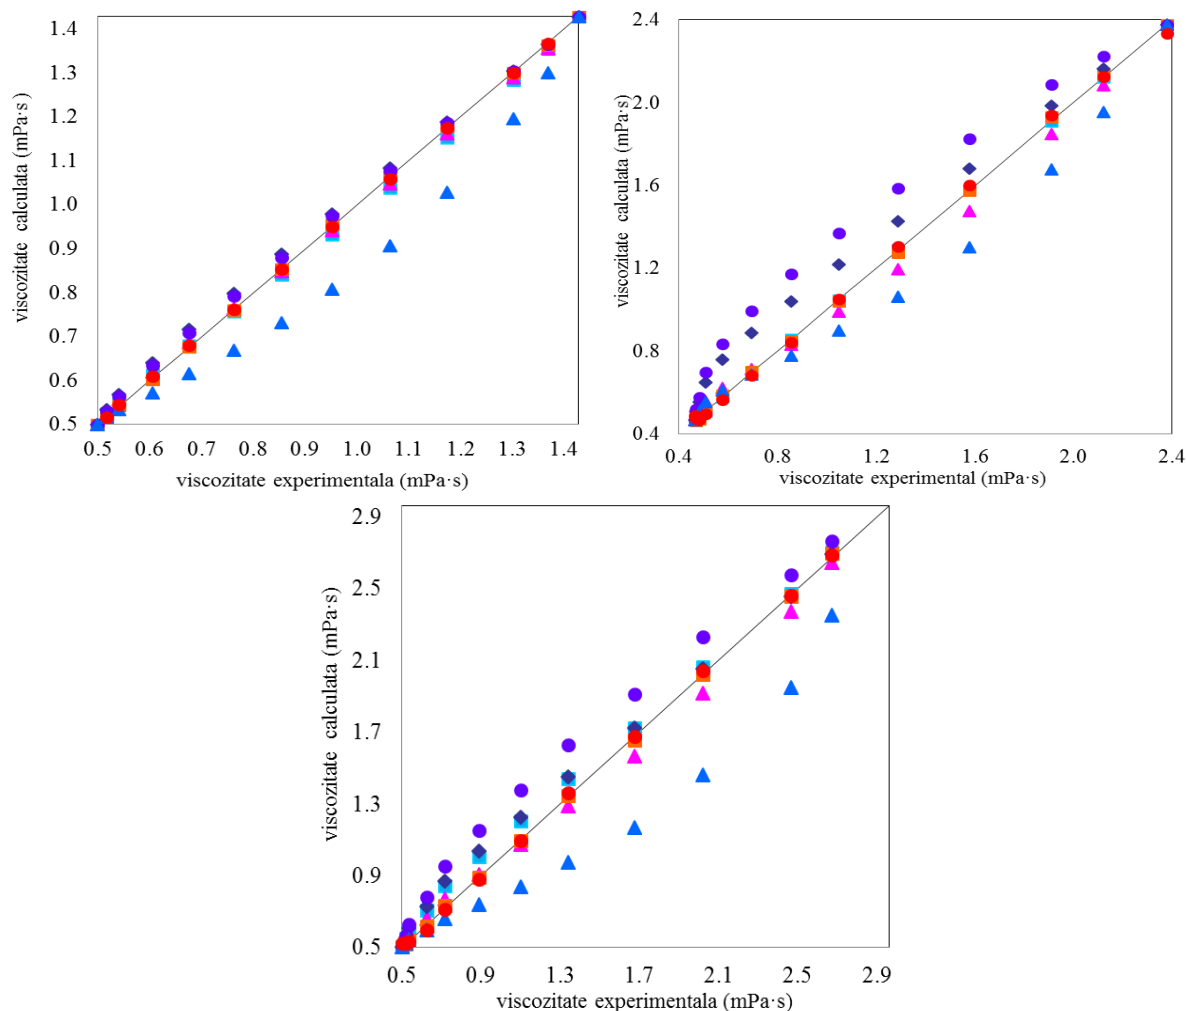 viscozitate calculata (mPa·s)
1.4
1.3
1.2
1.1
1.0
0.9
0.8
0.7
0.6
0.5
0.5 0.6 0.7 0.8 0.9 1.0 1.1 1.2 1.3 1.4
viscozitate experimentala (mPa·s)
viscozitate calculata (mPa·s)
2.4
2.0
1.6
1.2
0.8
0.4
0.4 0.8 1.2 1.6 2.0 2.4
viscozitate experimental (mPa·s)
viscozitate calculata (mPa·s)
2.9
2.5
2.1
1.7
1.3
0.9
0.5
0.5 0.9 1.3 1.7 2.1 2.5 2.9
viscozitate experimentala (mPa·s)